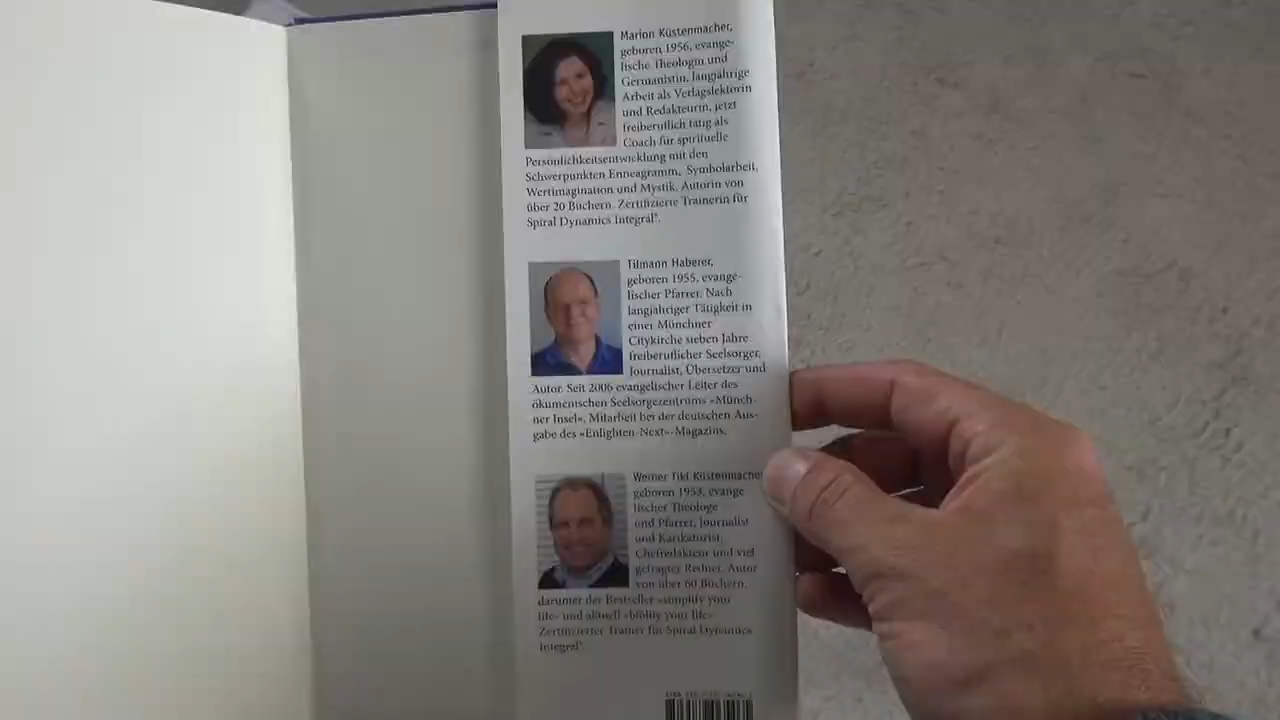 Marion Küstenmacher,
geboren 1956, evange-
lische Theologin und
Germanistin, langjährige
Arbeit als Verlagslektorin
und Redakteurin, jetzt
freiberuflich tätig als
Coach für spirituelle
Persönlichkeitsentwicklung mit den
Schwerpunkten Enneagramm, Symbolarbeit,
Wertimagination und Mystik. Autorin von
über 20 Büchern. Zertifizierte Trainerin für
Spiral Dynamics Integral®.
Tilmann Haberer,
geboren 1955, evange-
lischer Pfarrer. Nach
langjähriger Tätigkeit in
einer Münchner
Citykirche sieben Jahre
freiberuflicher Seelsorger,
Journalist, Übersetzer und
Autor. Seit 2006 evangelischer Leiter des
ökumenischen Seelsorgezentrums »Münch-
ner Insel«. Mitarbeit bei der deutschen Aus-
gabe des »Enlighten-Next«-Magazins.
Werner Tiki Küstenmacher
geboren 1953, evange
lischer Theologe
und Pfarrer, Journalist
und Karikaturist,
Chefredakteur und viel
gefragter Redner. Autor
von über 60 Büchern,
darunter der Bestseller »simplify your
life« und aktuell »biblify your life«
Zertifizierter Trainer für Spiral Dynamics
Integral®